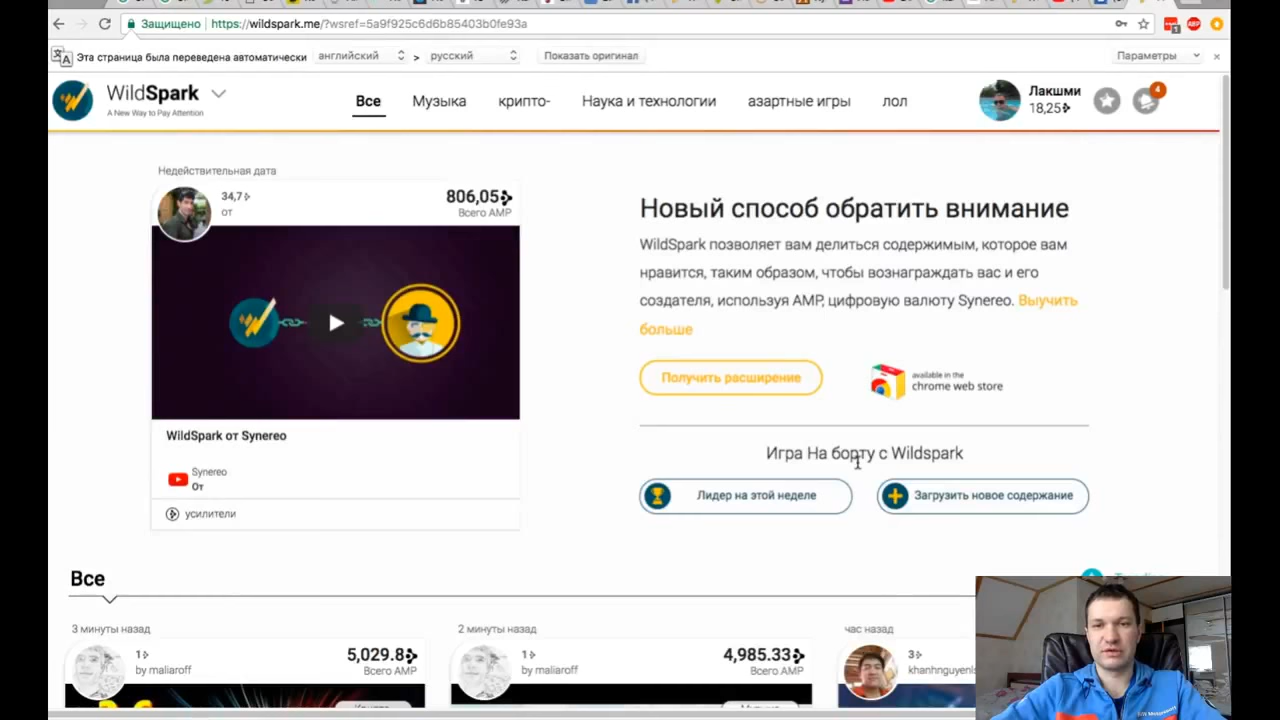 Защищено https://wildspark.me/?wsref=5a9f925c6d6b85403b0fe93a
Эта страница была переведена автоматически английский > русский Показать оригинал Параметры
WildSpark
A New Way to Pay Attention
Все Музыка крипто- Наука и технологии азартные игры лол
Лакшми
18,25
4
Недействительная дата
34,7
от
806,05
Всего AMP
WildSpark от Synereo
Synereo
От
усилители
Новый способ обратить внимание
WildSpark позволяет вам делиться содержимым, которое вам
нравится, таким образом, чтобы вознаграждать вас и его
создателя, используя AMP, цифровую валюту Synereo. Выучить
больше
Получить расширение
available in the
chrome web store
Игра На борту с Wildspark
Лидер на этой неделе
Загрузить новое содержание
Все
3 минуты назад
1
by maliaroff
5,029.8
Всего AMP
2 минуты назад
1
by maliaroff
4,985.33
Всего AMP
час назад
3